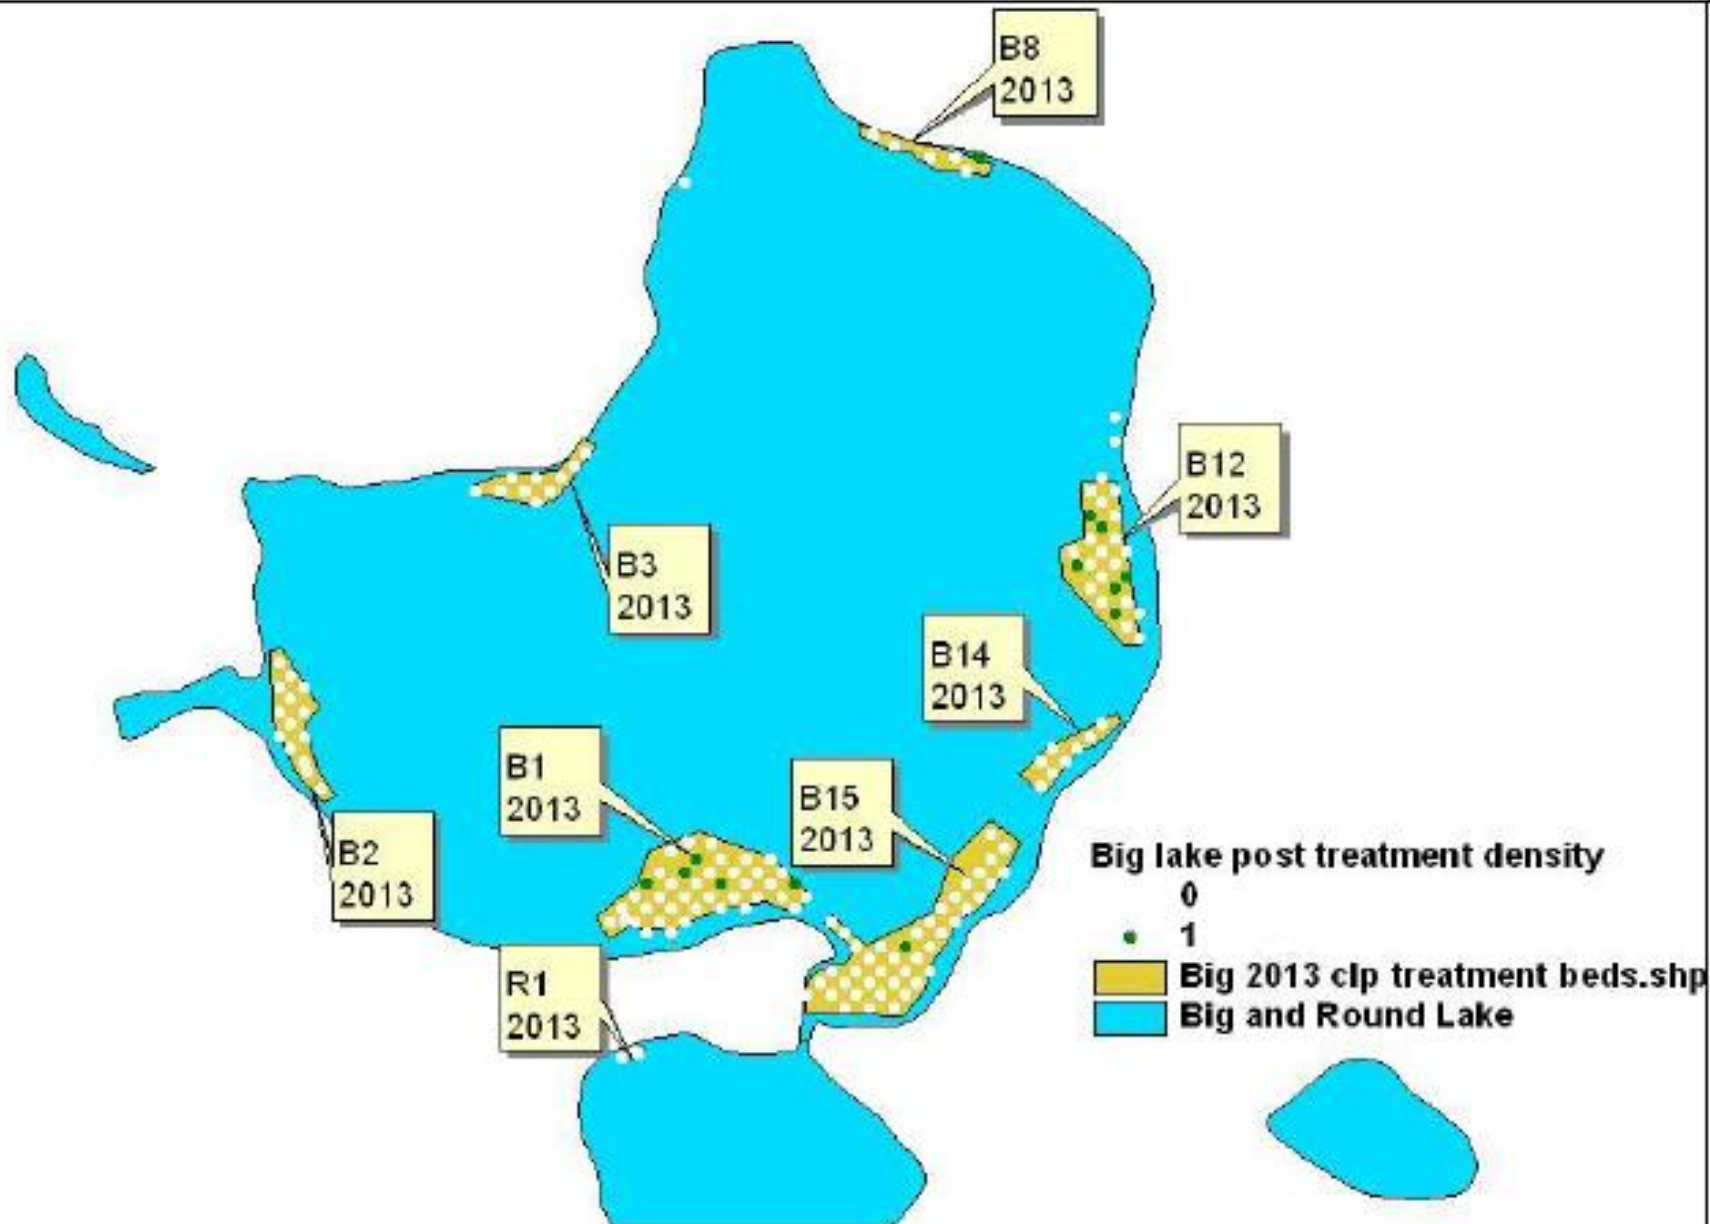 B8
2013
B12
2013
B3
2013
B14
2013
B1
2013
B15
2013
B2
2013
R1
2013
Big lake post treatment density
0
1
Big 2013 clp treatment beds.shp
Big and Round Lake